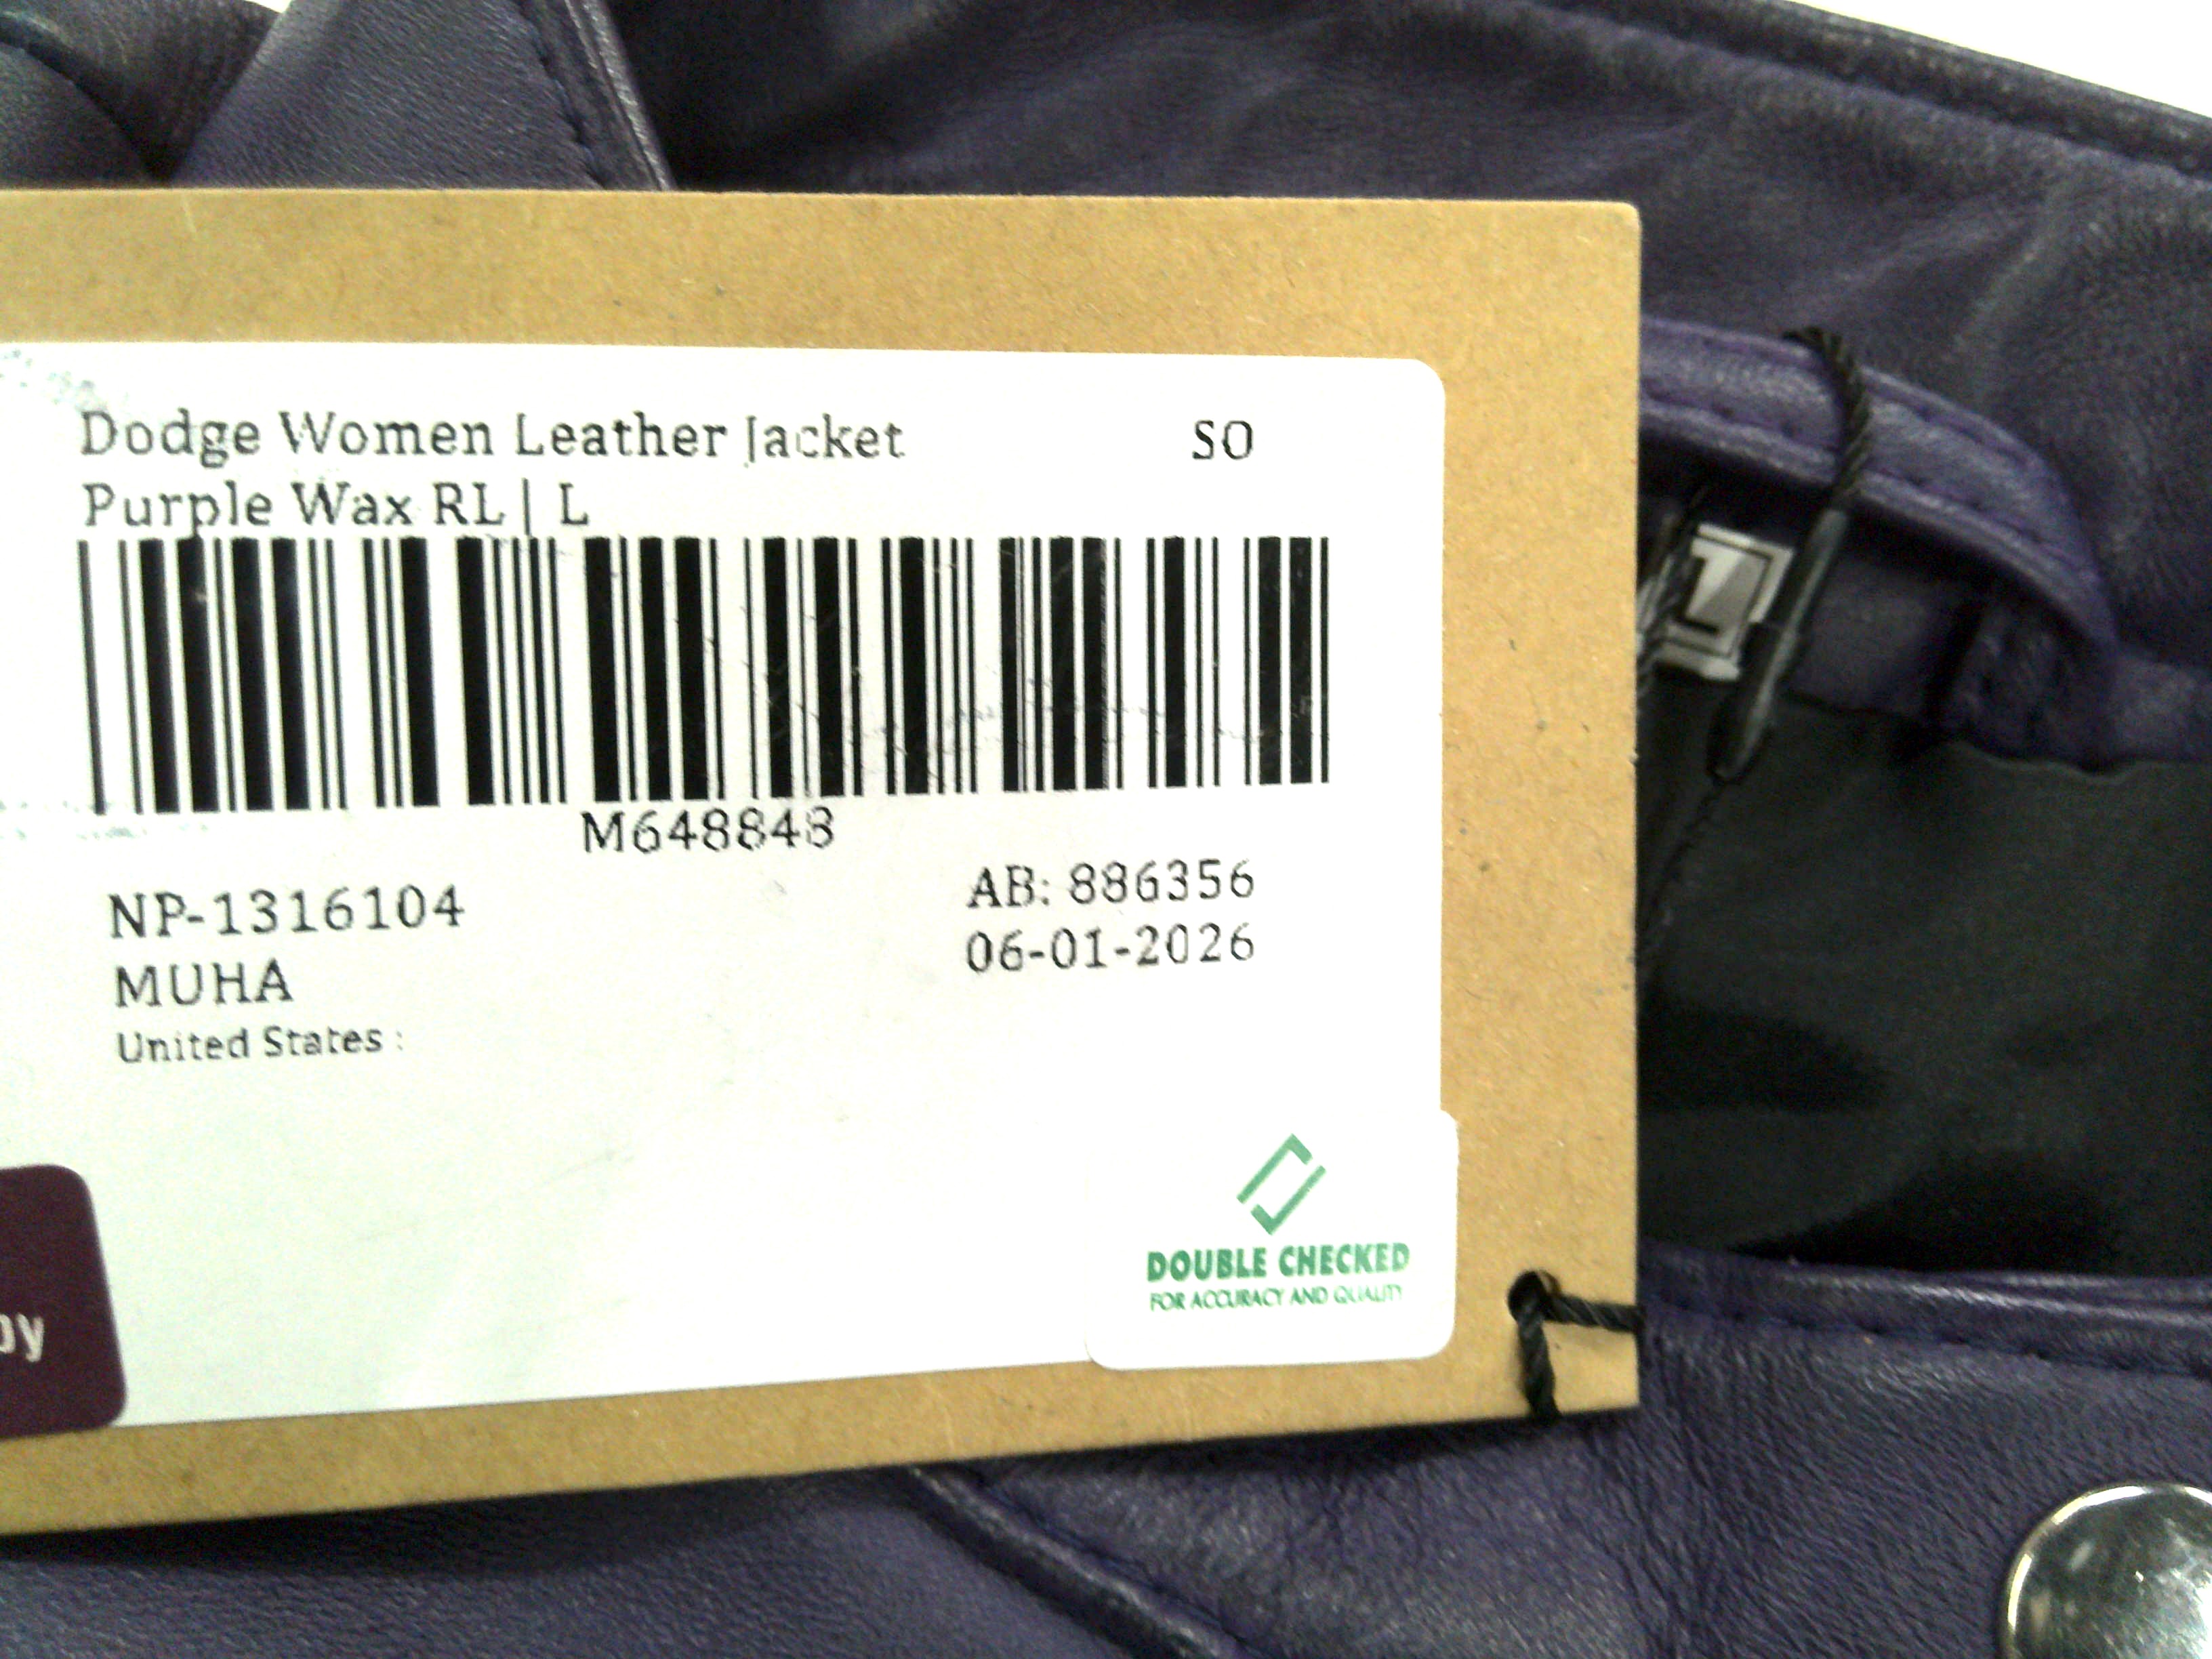 Dodge Women Leather Jacket SO
Purple Wax RL | L
M648848
NP-1316104 AB: 886356
MUHA 06-01-2026
United States :
DOUBLE CHECKED
FOR ACCURACY AND QUALITY
by